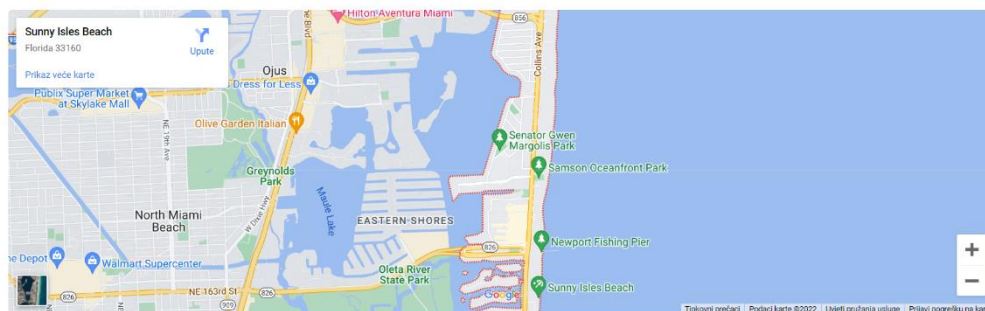 Sunny Isles Beach
Florida 33160
Upute
Prikaz veće karte
Hilton Aventura Miami
856
Collins Ave
Ojus
Dress for Less
Publix Super Market
at Skylake Mall
NE 19th Ave
Olive Garden Italian
Senator Gwen
Margolis Park
Greynolds
Park
Samson Oceanfront Park
Maule Lake
W Dixie Hwy
North Miami
Beach
EASTERN SHORES
826
Newport Fishing Pier
Walmart Supercenter
Oleta River
State Park
NE 163rd St
826
826
909
Google
Sunny Isles Beach
+
−
Tipkovni prečaci
Podaci karte ©2022
Uvjeti pružanja usluge
Prijavi pogrešku na kar